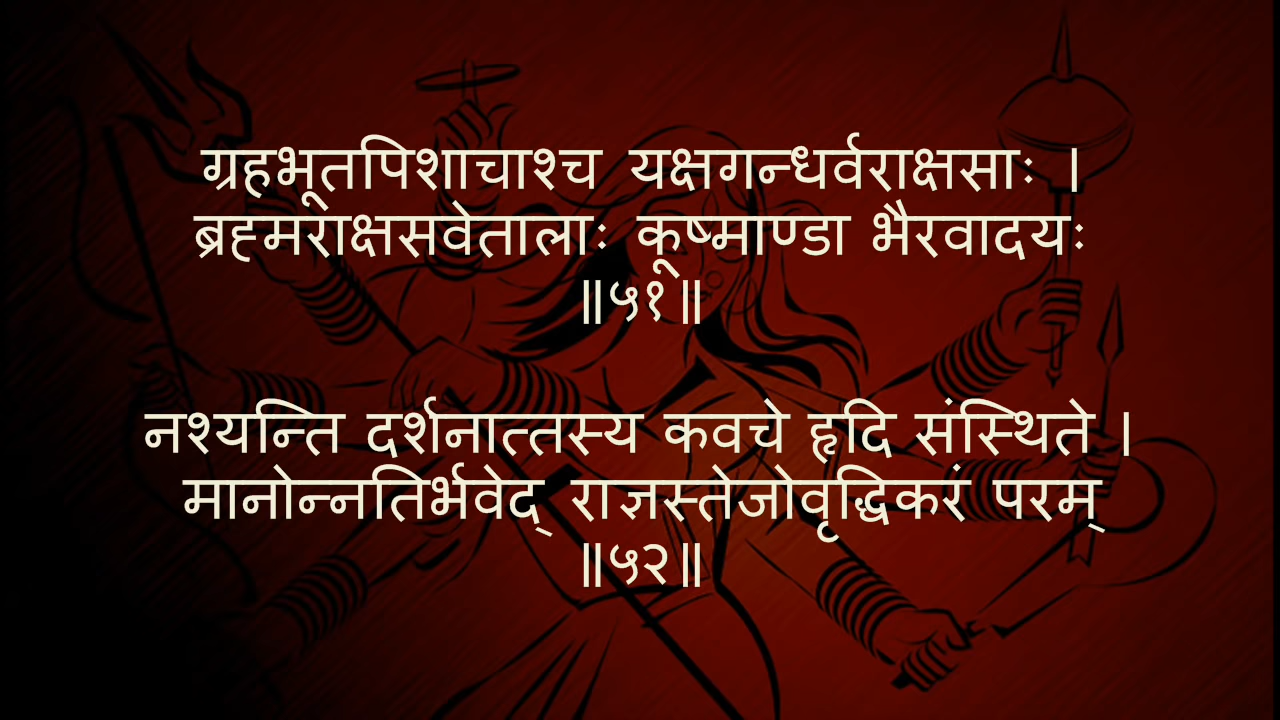 ग्रहभूतपिशाचाश्च यक्षगन्धर्वराक्षसाः ।
ब्रह्मराक्षसवेतालाः कूष्माण्डा भैरवादयः
॥५१॥
नश्यन्ति दर्शनात्तस्य कवचे हृदि संस्थिते ।
मानोन्नतिर्भवेद् राज्ञस्तेजोवृद्धिकरं परम्
॥५२॥